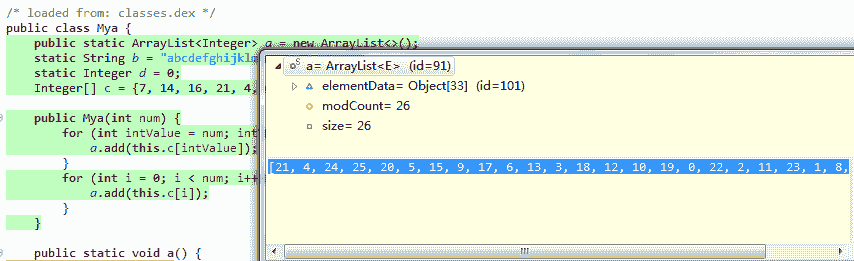 /* loaded from: classes.dex */
public class Mya {
public static ArrayList<Integer> a = new ArrayList<>();
static String b = "abcdefghijkl
static Integer d = 0;
Integer[] c = {7, 14, 16, 21, 4,
public Mya(int num) {
for (int intValue = num; int
a.add(this.c[intValue]);
}
for (int i = 0; i < num; i++
a.add(this.c[i]);
}
}
public static void a() {
a= ArrayList<E> (id=91)
elementData= Object[33] (id=101)
modCount= 26
size= 26
[21, 4, 24, 25, 20, 5, 15, 9, 17, 6, 13, 3, 18, 12, 10, 19, 0, 22, 2, 11, 23, 1, 8,